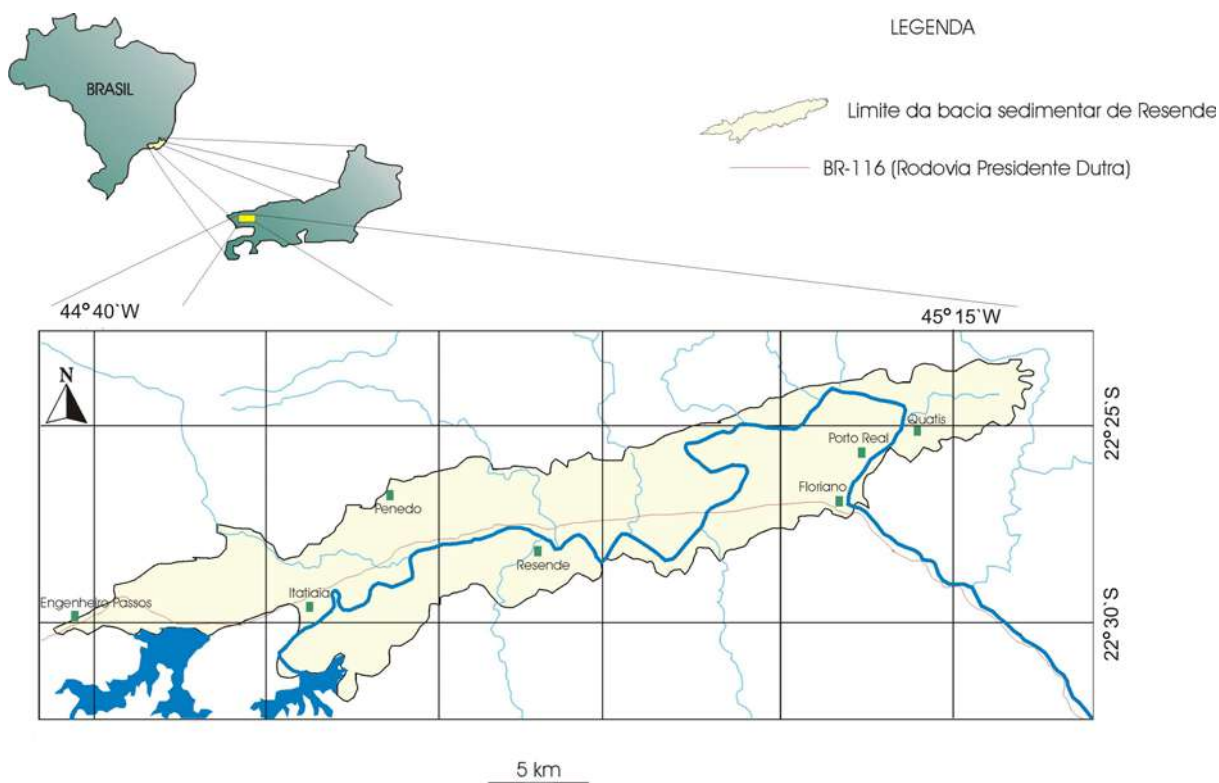 LEGENDA
BRASIL
Limite da bacia sedimentar de Resende
BR-116 (Rodovia Presidente Dutra)
44°40`W
45°15`W
N
22°25`S
Quatis
Porto Real
Floriano
Penedo
Resende
Itatiaia
Engenheiro Passos
22°30`S
5 km